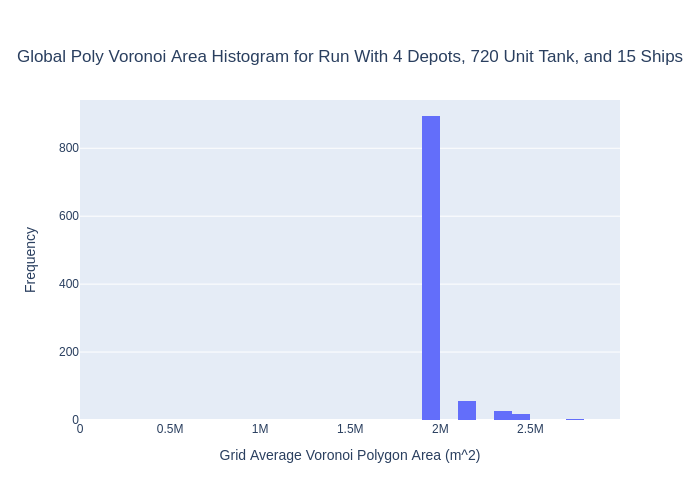 Global Poly Voronoi Area Histogram for Run With 4 Depots, 720 Unit Tank, and 15 Ships
Frequency
800
600
400
200
0
0 0.5M 1M 1.5M 2M 2.5M
Grid Average Voronoi Polygon Area (m^2)